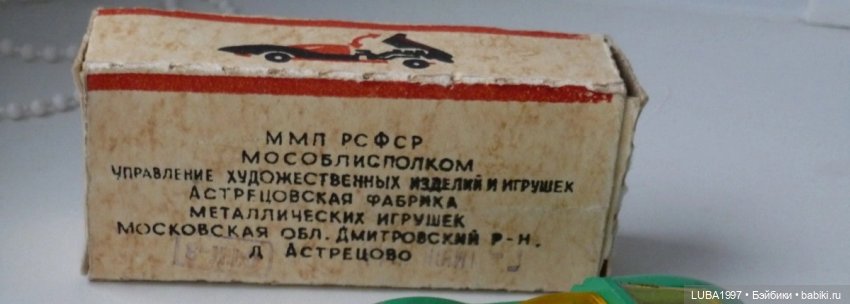 ММП РСФСР
МОСОБЛИСПОЛКОМ
УПРАВЛЕНИЕ ХУДОЖЕСТВЕННЫХ ИЗДЕЛИЙ И ИГРУШЕК
АСТРЕЦОВСКАЯ ФАБРИКА
МЕТАЛЛИЧЕСКИХ ИГРУШЕК
МОСКОВСКАЯ ОБЛ. ДМИТРОВСКИЙ Р-Н.
Д АСТРЕЦОВО
LUBA1997 • Бэйбики • babiki.ru